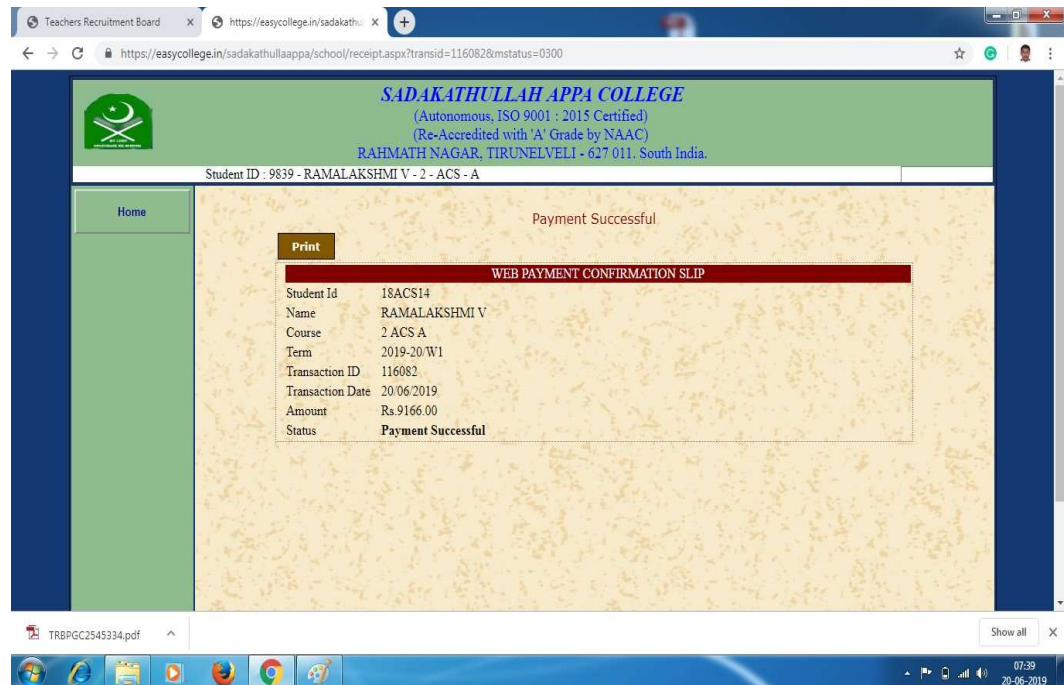 Teachers Recruitment Board
https://easycollege.in/sadakathu
https://easycollege.in/sadakathullaappa/school/receipt.aspx?transid=116082&mstatus=0300
SADAKATHULLAH APPA COLLEGE
(Autonomous, ISO 9001 : 2015 Certified)
(Re-Accredited with 'A' Grade by NAAC)
RAHMATH NAGAR, TIRUNELVELI - 627 011. South India.
Student ID : 9839 - RAMALAKSHMI V - 2 - ACS - A
Home
Payment Successful
Print
WEB PAYMENT CONFIRMATION SLIP
Student Id 18ACS14
Name RAMALAKSHMI V
Course 2 ACS A
Term 2019-20/W1
Transaction ID 116082
Transaction Date 20/06/2019
Amount Rs.9166.00
Status Payment Successful
TRBPGC2545334.pdf
Show all
07:39
20-06-2019